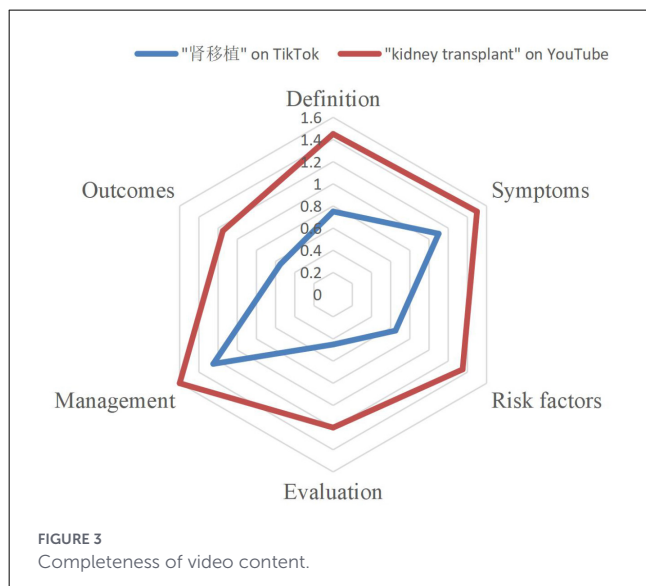 "肾移植" on TikTok "kidney transplant" on YouTube
Definition
1.6
1.4
1.2
1
0.8
0.6
0.4
0.2
0
Outcomes
Symptoms
Management
Risk factors
Evaluation
FIGURE 3
Completeness of video content.